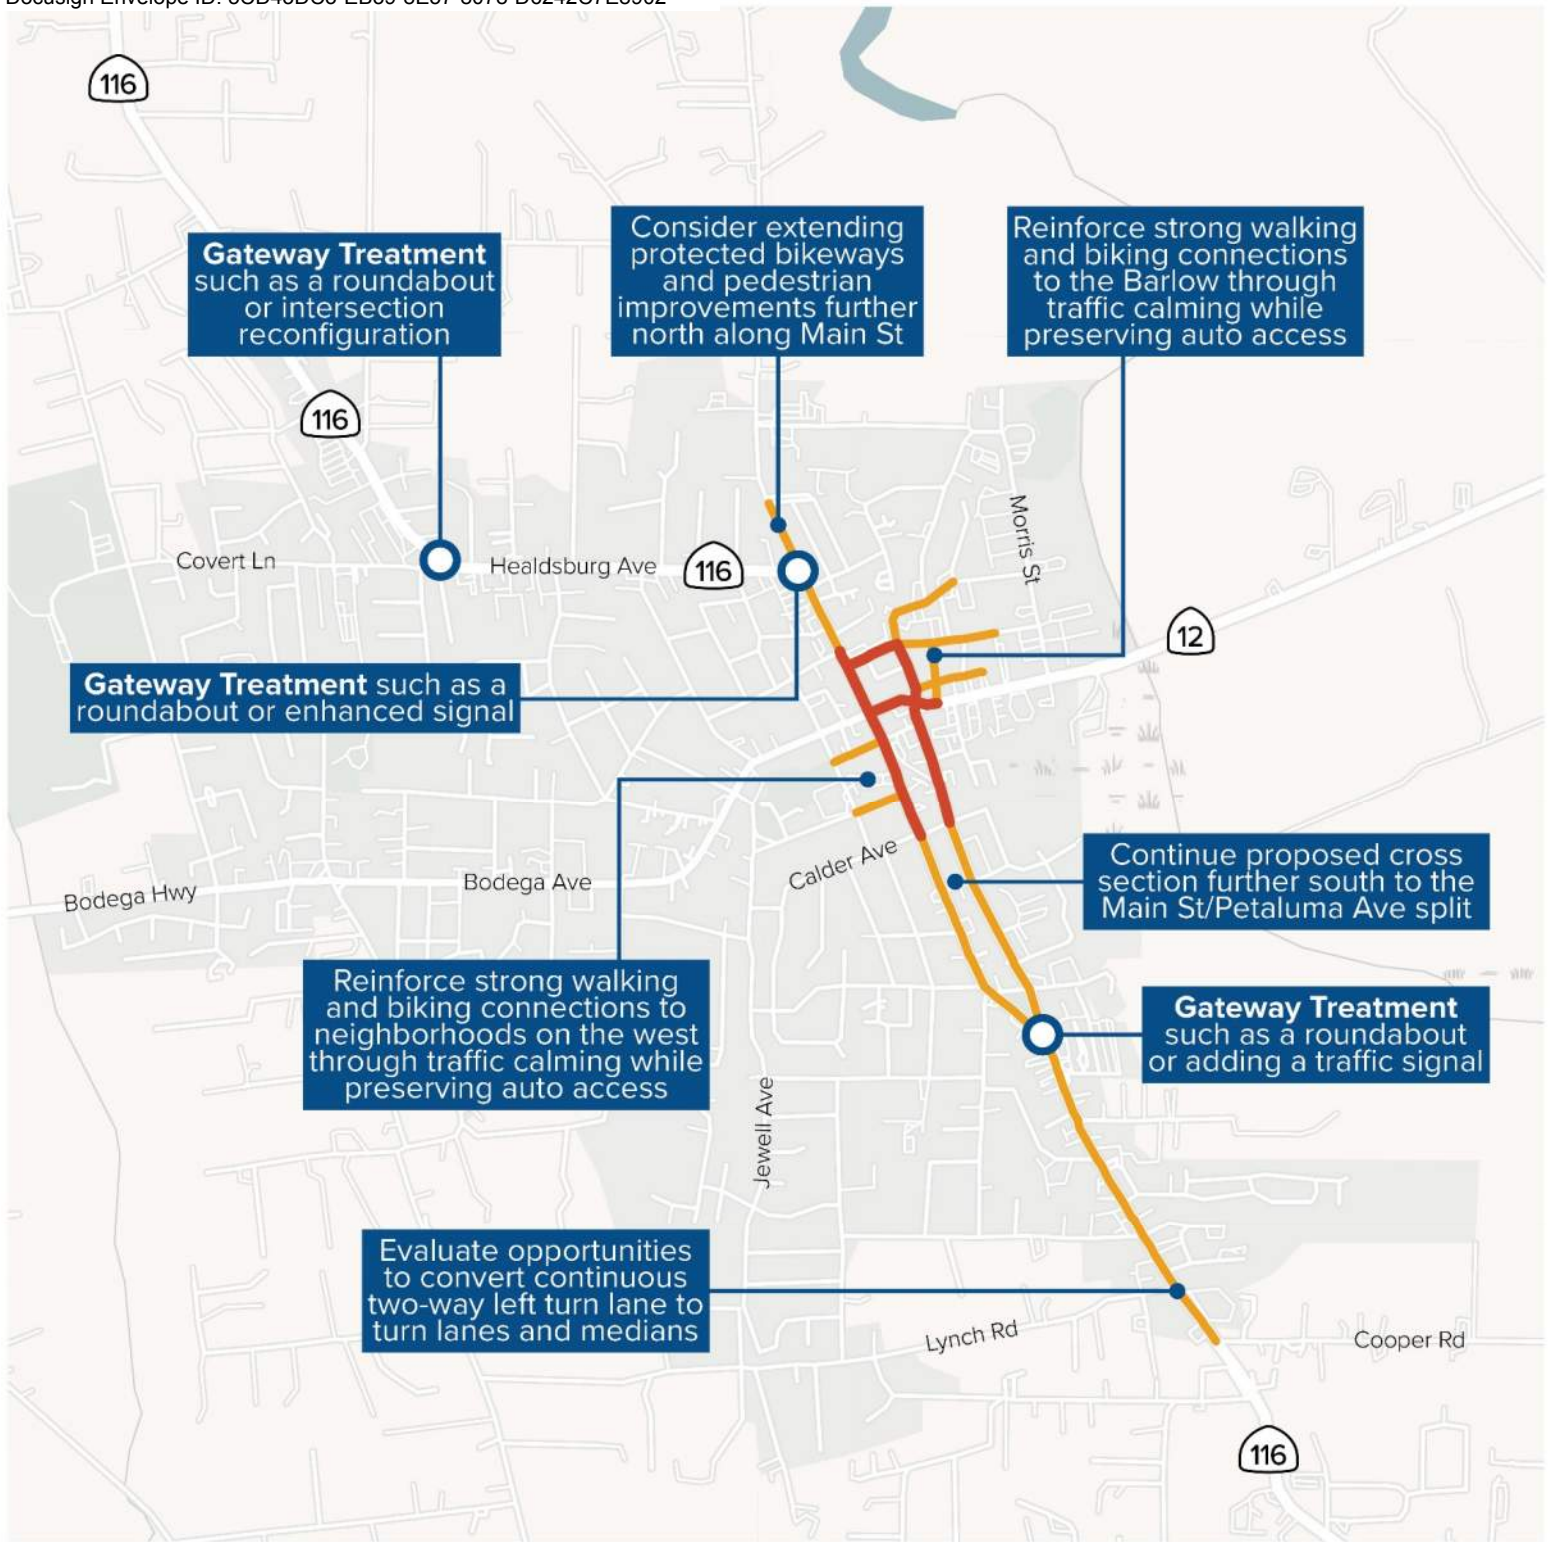 116
Gateway Treatment
such as a roundabout
or intersection
reconfiguration
Consider extending
protected bikeways
and pedestrian
improvements further
north along Main St
Reinforce strong walking
and biking connections
to the Barlow through
traffic calming while
preserving auto access
116
Morris St
Covert Ln
Healdsburg Ave
116
12
Gateway Treatment such as a
roundabout or enhanced signal
Calder Ave
Bodega Hwy
Bodega Ave
Continue proposed cross
section further south to the
Main St/Petaluma Ave split
Reinforce strong walking
and biking connections to
neighborhoods on the west
through traffic calming while
preserving auto access
Gateway Treatment
such as a roundabout
or adding a traffic signal
Jewell Ave
Evaluate opportunities
to convert continuous
two-way left turn lane to
turn lanes and medians
Lynch Rd
Cooper Rd
116